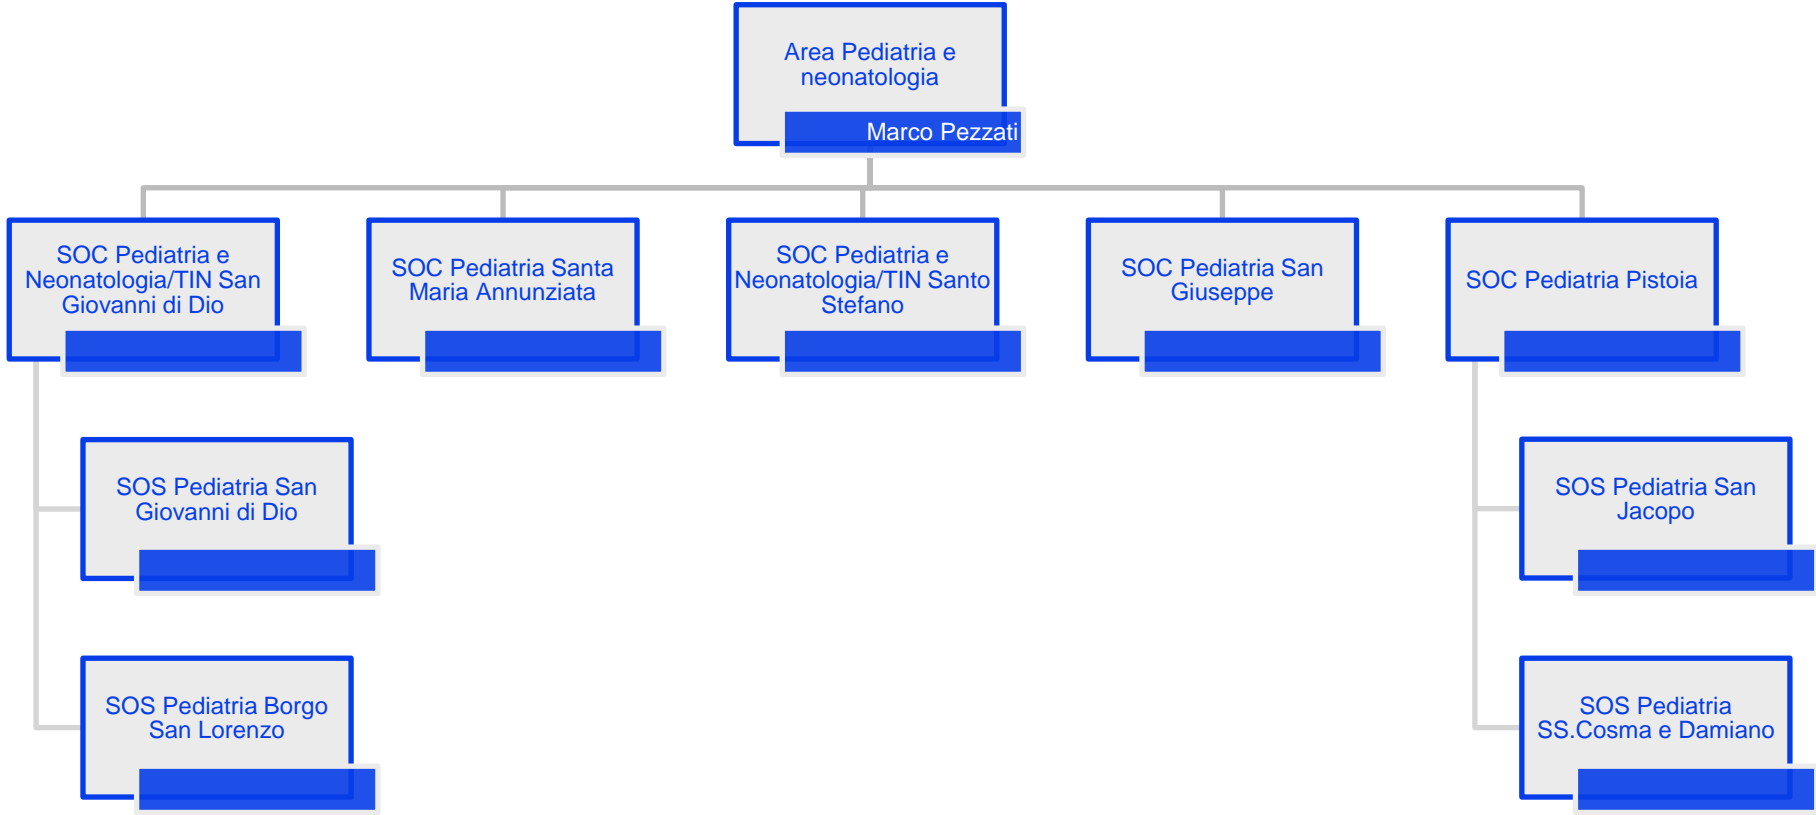 Area Pediatria e
neonatologia
Marco Pezzati
SOC Pediatria e
Neonatologia/TIN San
Giovanni di Dio
SOC Pediatria Santa
Maria Annunziata
SOC Pediatria e
Neonatologia/TIN Santo
Stefano
SOC Pediatria San
Giuseppe
SOC Pediatria Pistoia
SOS Pediatria San
Giovanni di Dio
SOS Pediatria San
Jacopo
SOS Pediatria Borgo
San Lorenzo
SOS Pediatria
SS.Cosma e Damiano